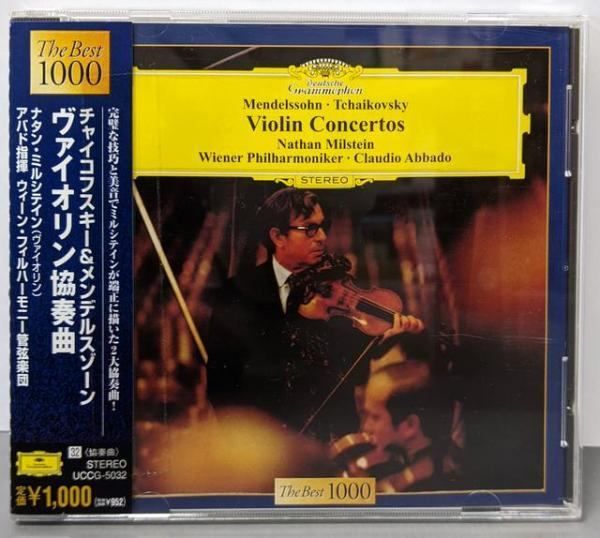 The Best
1000
チャイコフスキー&メンデルスゾーン
ヴァイオリン協奏曲
ナタン・ミルシテイン(ヴァイオリン)
アバド指揮 ウィーン・フィルハーモニー管弦楽団
完璧な技巧と美音でミルシテインが端正に描いた2大協奏曲!
32 〈協奏曲〉
STEREO
UCCG-5032
定価¥1,000(税抜¥952)
Deutsche
Grammophon
Mendelssohn · Tchaikovsky
Violin Concertos
Nathan Milstein
Wiener Philharmoniker · Claudio Abbado
STEREO
The Best 1000